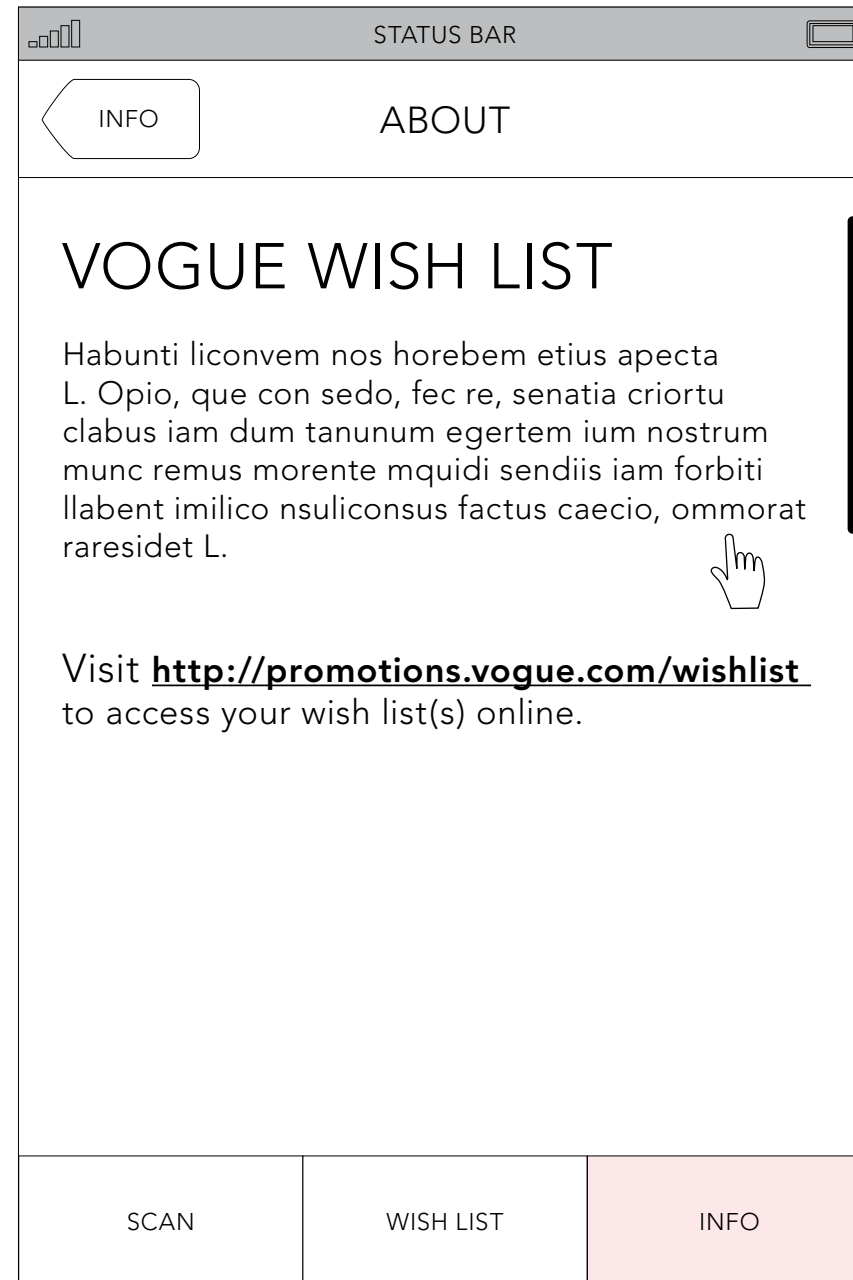 STATUS BAR
INFO
ABOUT
VOGUE WISH LIST
Habunti liconvem nos horebem etius apecta
L. Opio, que con sedo, fec re, senatia criortu
clabus iam dum tanunum egertem ium nostrum
munc remus morente mquidi sendiis iam forbiti
llabent imilico nsuliconsus factus caecio, ommorat
raresidet L.
Visit http://promotions.vogue.com/wishlist
to access your wish list(s) online.
SCAN
WISH LIST
INFO